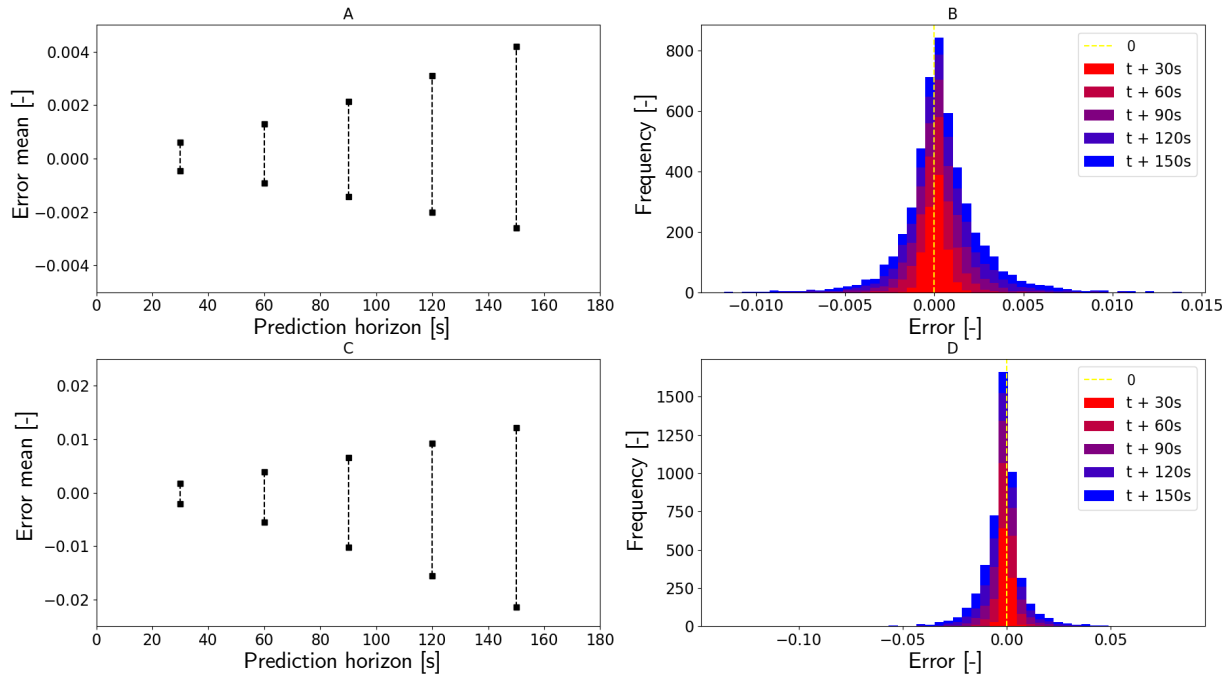 A
Error mean [-]
0.004
0.002
0.000
−0.002
−0.004
0 20 40 60 80 100 120 140 160 180
Prediction horizon [s]
B
Frequency [-]
800
600
400
200
0
−0.010 −0.005 0.000 0.005 0.010 0.015
Error [-]
0
t + 30s
t + 60s
t + 90s
t + 120s
t + 150s
C
Error mean [-]
0.02
0.01
0.00
−0.01
−0.02
0 20 40 60 80 100 120 140 160 180
Prediction horizon [s]
D
Frequency [-]
1500
1250
1000
750
500
250
0
−0.10 −0.05 0.00 0.05
Error [-]
0
t + 30s
t + 60s
t + 90s
t + 120s
t + 150s